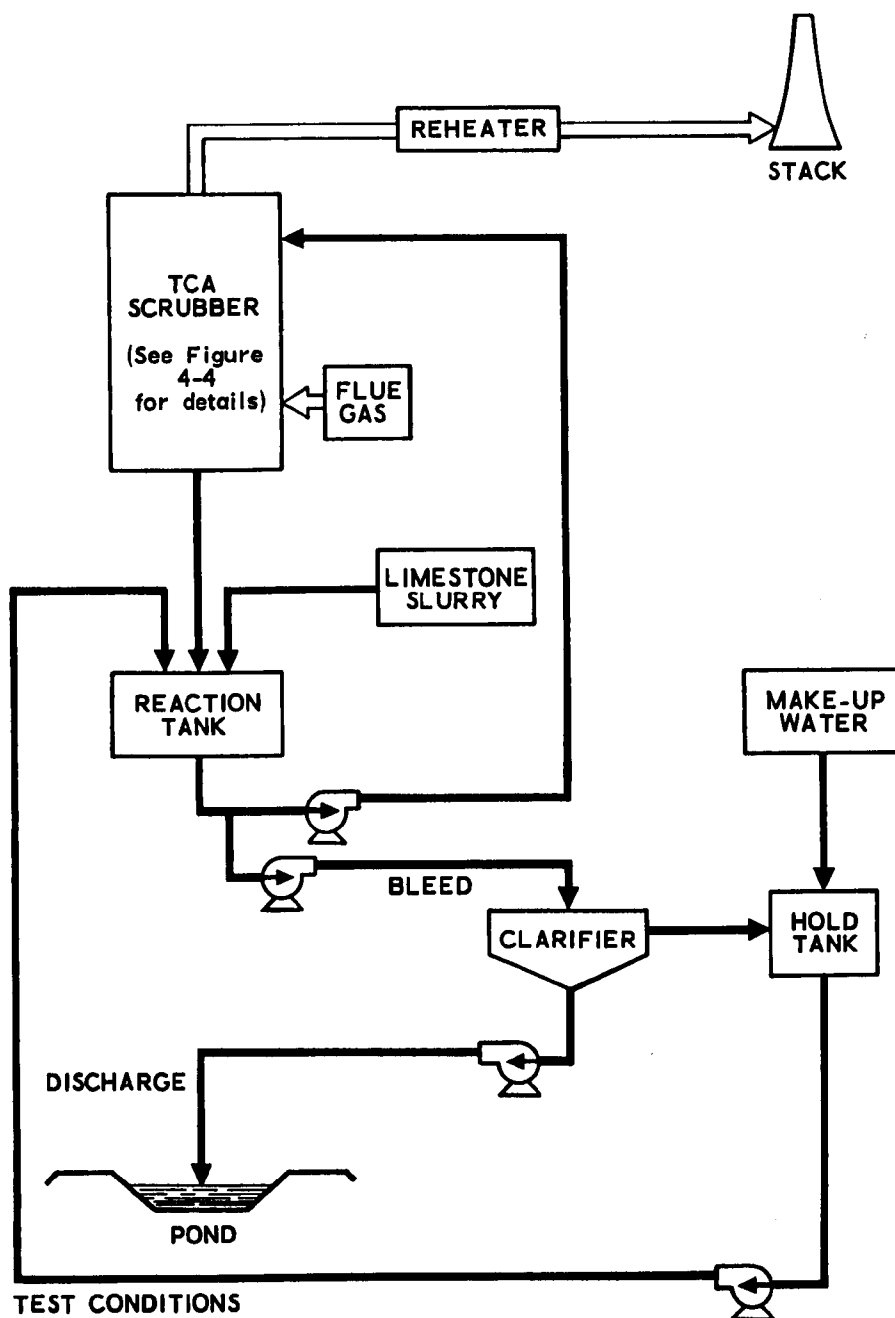 REHEATER
STACK
TCA
SCRUBBER
(See Figure
4-4
for details)
FLUE
GAS
LIMESTONE
SLURRY
REACTION
TANK
MAKE-UP
WATER
BLEED
CLARIFIER
HOLD
TANK
DISCHARGE
POND
TEST CONDITIONS